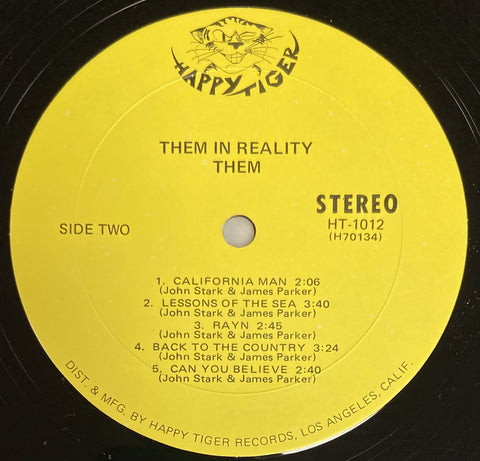 HAPPY TIGER
THEM IN REALITY
THEM
STEREO
SIDE TWO
HT-1012
(H70134)
1. CALIFORNIA MAN 2:06
(John Stark & James Parker)
2. LESSONS OF THE SEA 3:40
(John Stark & James Parker)
3. RAYN 2:45
(John Stark & James Parker)
4. BACK TO THE COUNTRY 3:24
(John Stark & James Parker)
5. CAN YOU BELIEVE 2:40
(John Stark & James Parker)
DIST. & MFG. BY HAPPY TIGER RECORDS, LOS ANGELES, CALIF.